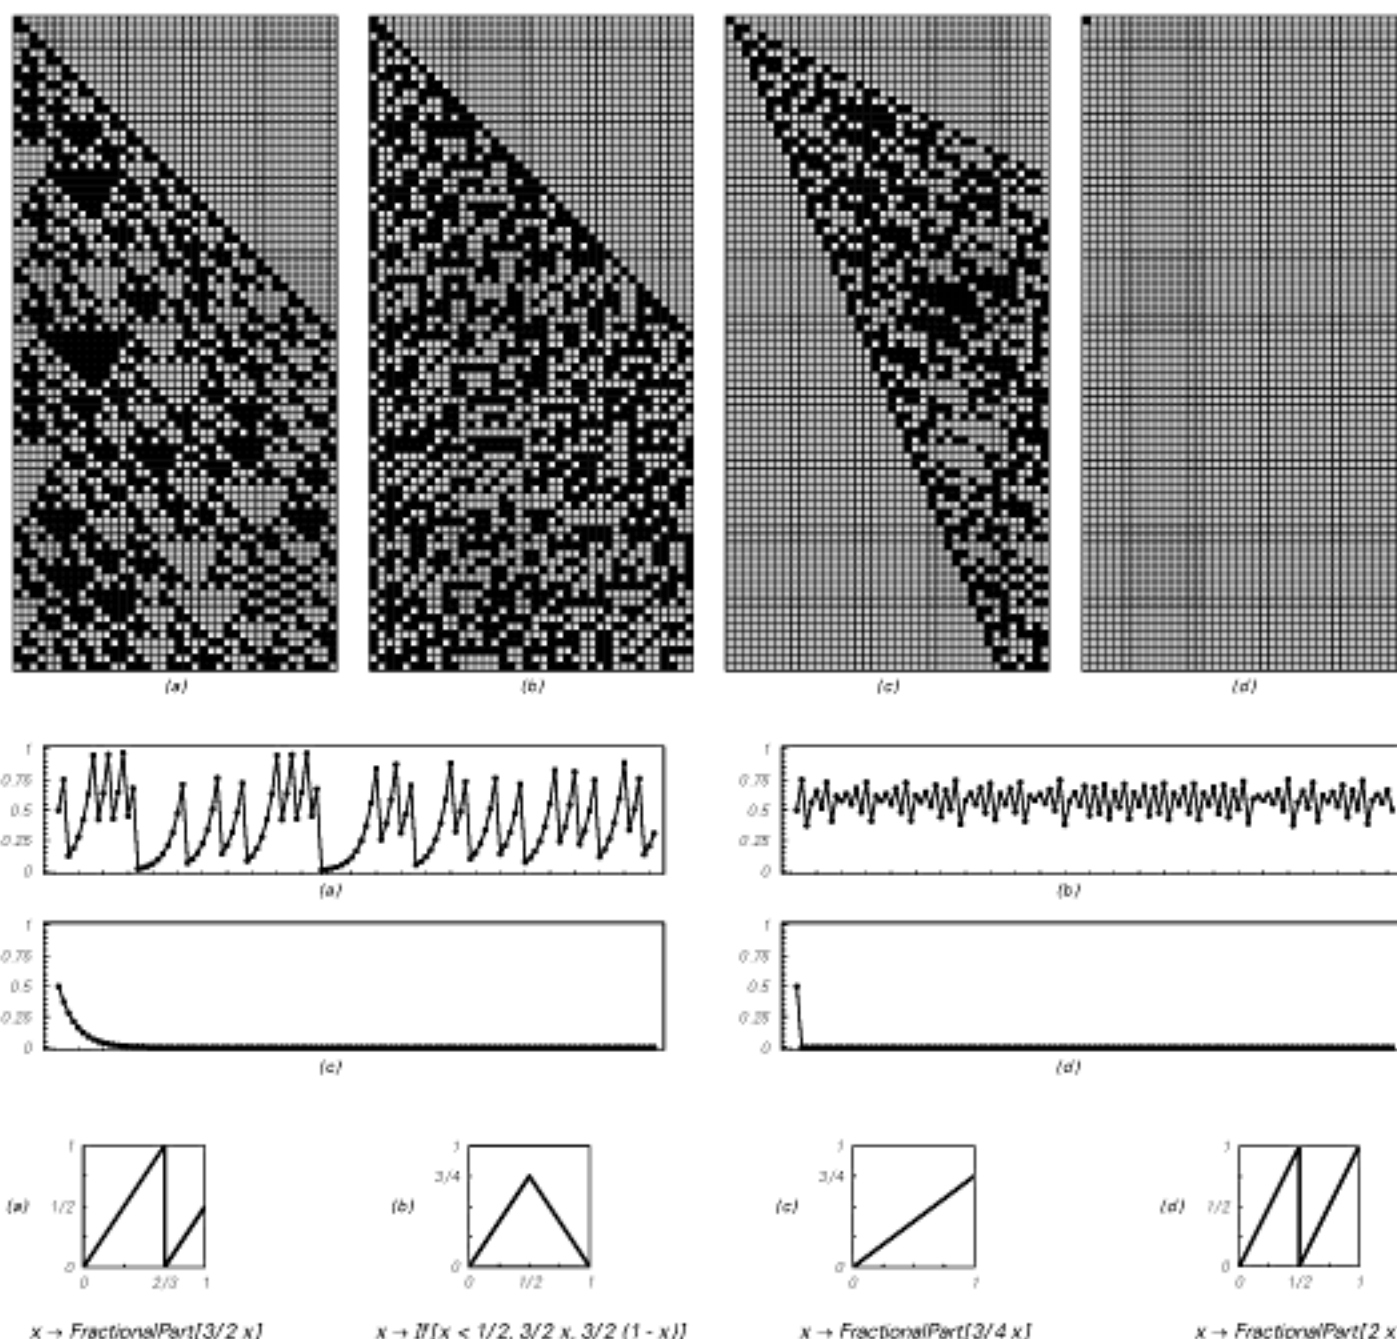 (a) (b) (c) (d)
1 0.75 0.5 0.25 0
(a)
1 0.75 0.5 0.25 0
(b)
1 0.75 0.5 0.25 0
(c)
1 0.75 0.5 0.25 0
(d)
(a) 1 1/2 0 0 2/3 1
(b) 1 3/4 0 0 1/2 1
(c) 1 3/4 0 0 1
(d) 1 1/2 0 0 1/2 1
x → FractionalPart[3/2 x]
x → If[x < 1/2, 3/2 x, 3/2 (1 - x)]
x → FractionalPart[3/4 x]
x → FractionalPart[2 x